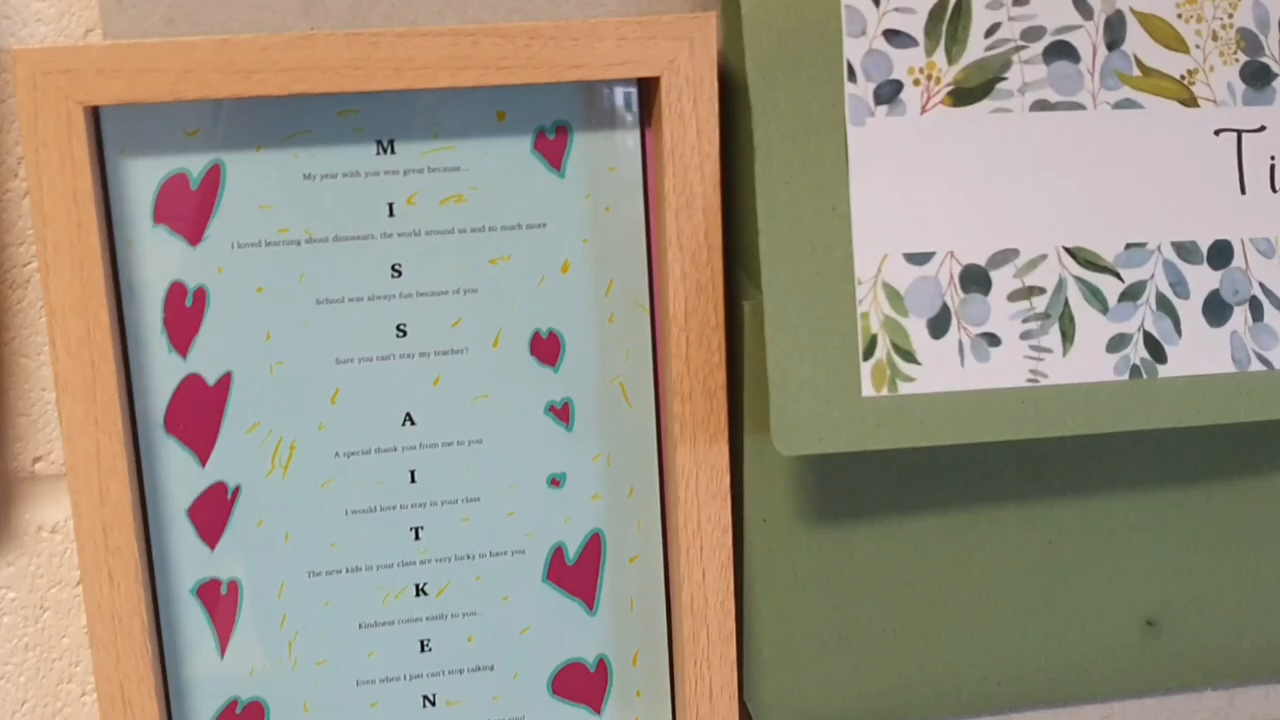 M
My year with you was great because...
I
I loved learning about dinosaurs, the world around us and so much more
S
School was always fun because of you
S
Sure you can't stay my teacher?
A
A special thank you from me to you
I
I would love to stay in your class
T
The new kids in your class are very lucky to have you
K
Kindness comes easily to you...
E
Even when I just can't stop talking
N
Ti